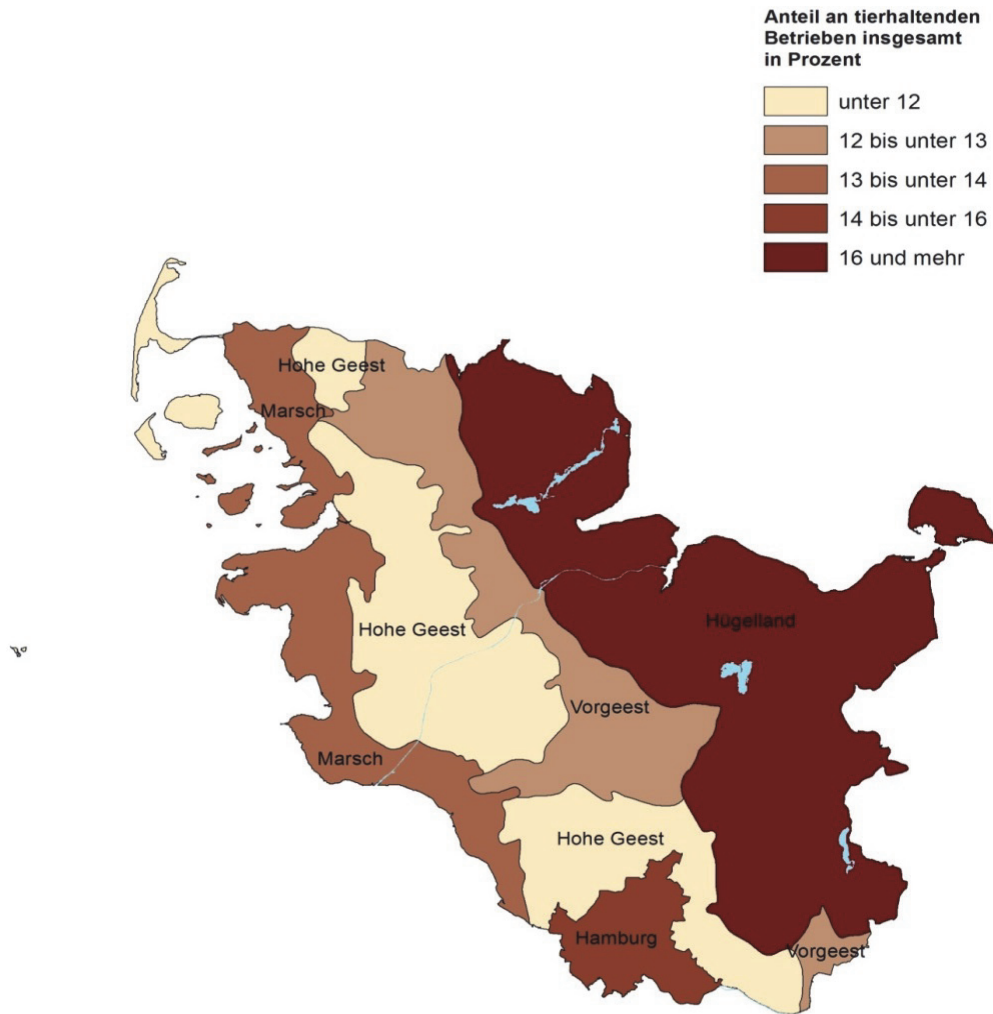 Anteil an tierhaltenden
Betrieben insgesamt
in Prozent
unter 12
12 bis unter 13
13 bis unter 14
14 bis unter 16
16 und mehr
Hohe Geest
Marsch
Hügelland
Hohe Geest
Vorgeest
Marsch
Hohe Geest
Hamburg
Vorgeest